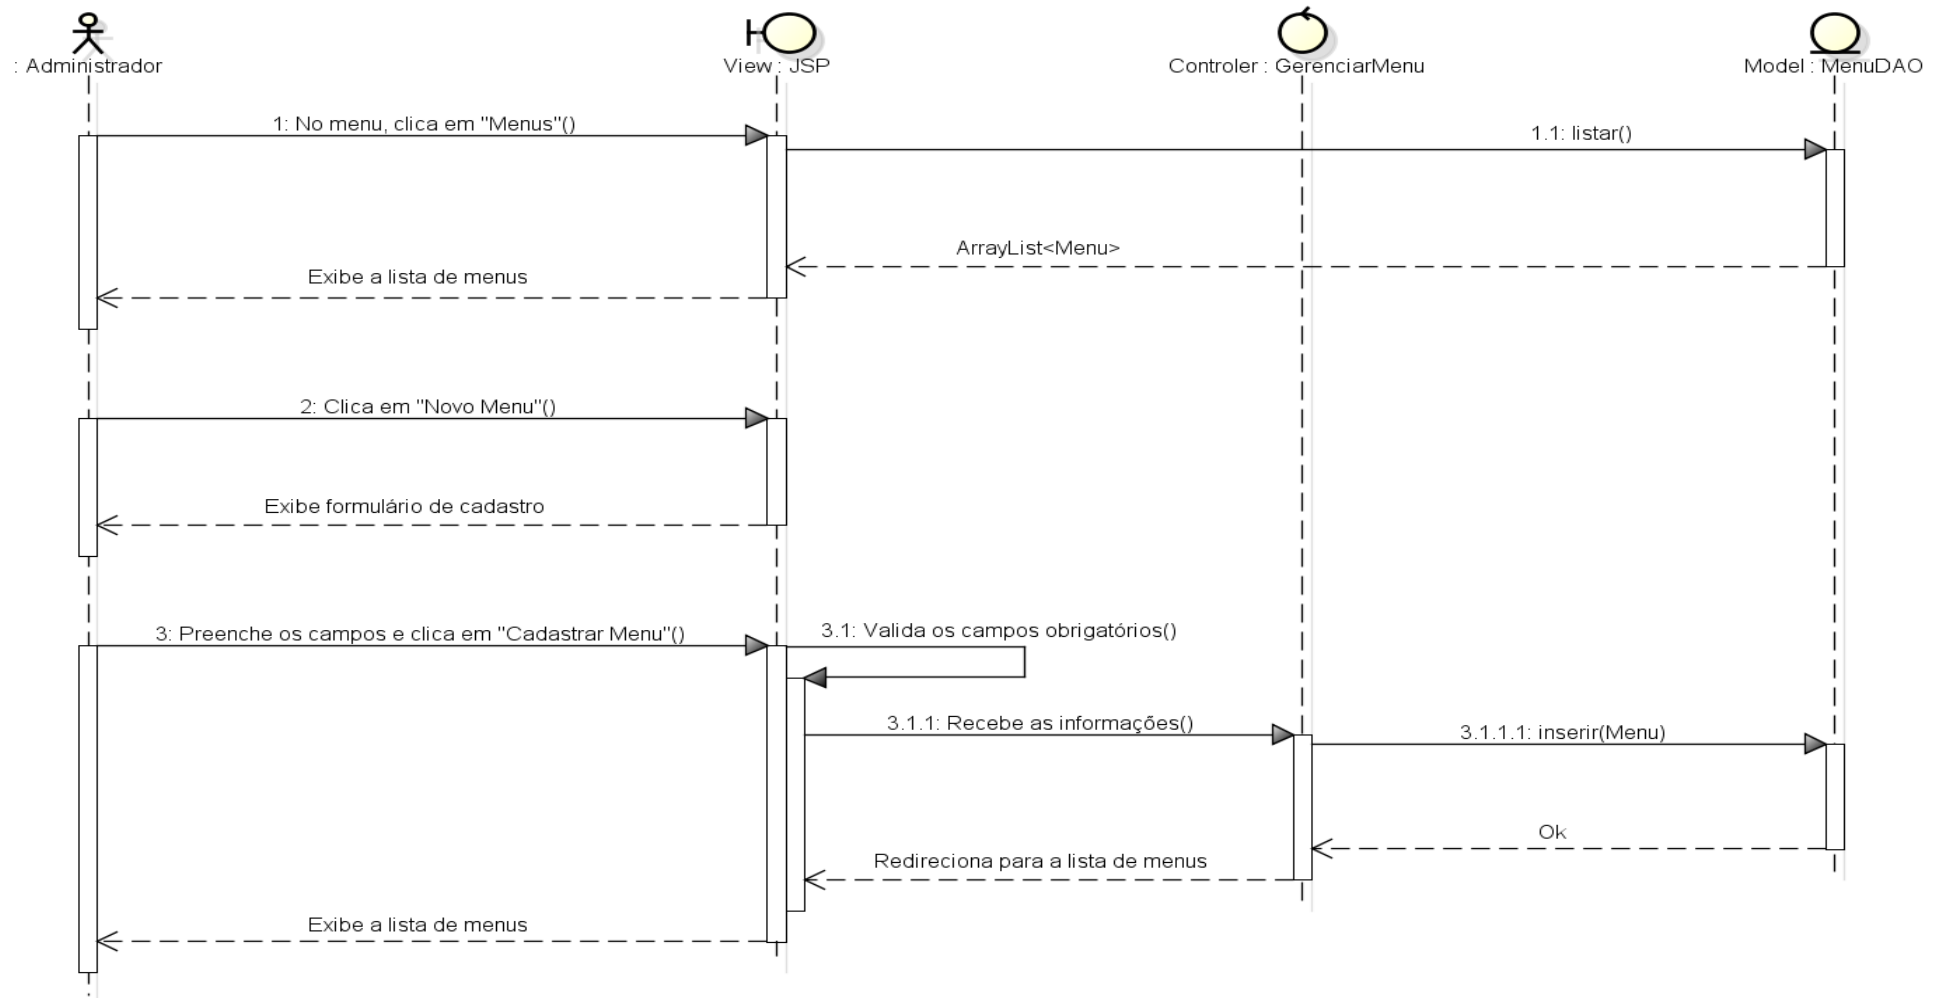 : Administrador
View : JSP
Controler : GerenciarMenu
Model : MenuDAO
1: No menu, clica em "Menus"()
1.1: listar()
ArrayList<Menu>
Exibe a lista de menus
2: Clica em "Novo Menu"()
Exibe formulário de cadastro
3: Preenche os campos e clica em "Cadastrar Menu"()
3.1: Valida os campos obrigatórios()
3.1.1: Recebe as informações()
3.1.1.1: inserir(Menu)
Ok
Redireciona para a lista de menus
Exibe a lista de menus